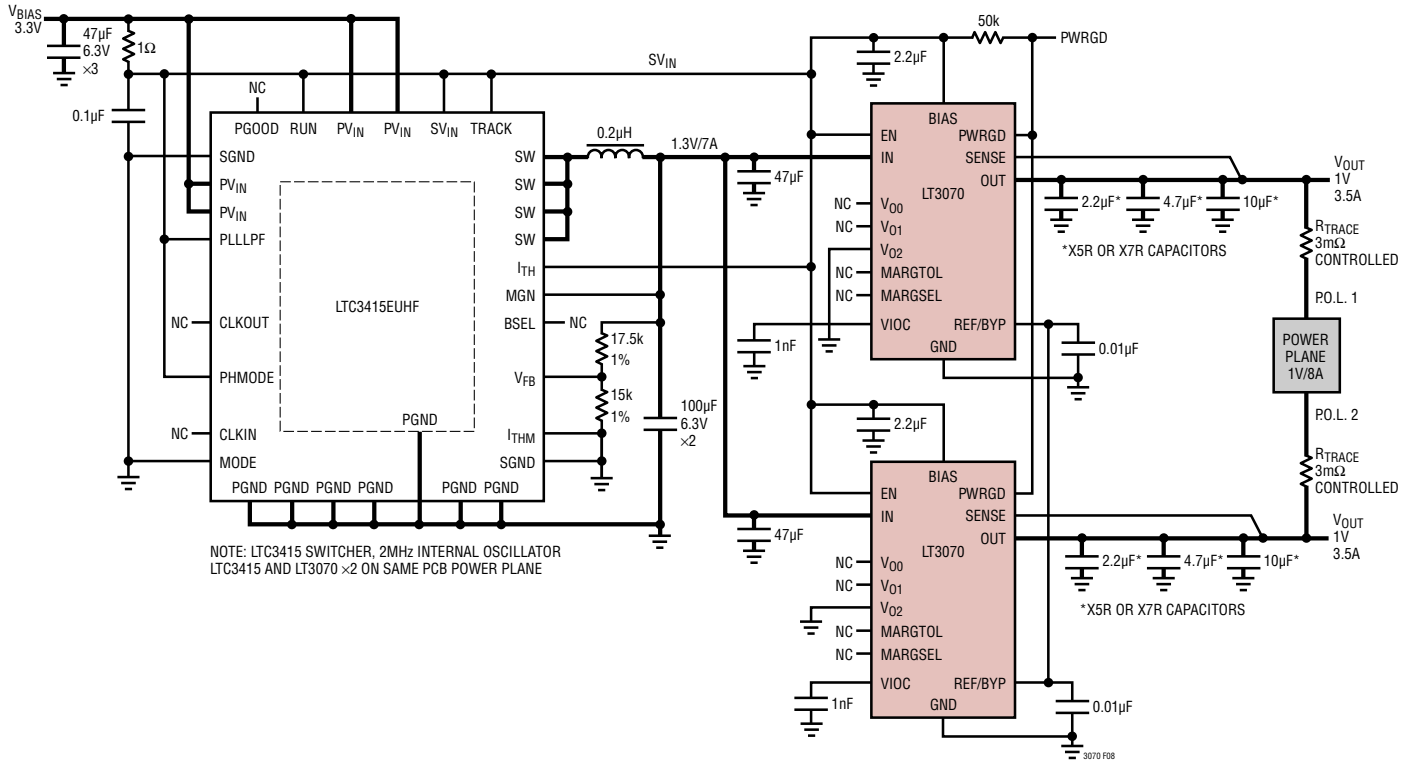 VBIAS
3.3V
47µF
6.3V
×3
1Ω
0.1µF
NC
PGOOD RUN PVIN PVIN SVIN TRACK
SGND
PVIN
PVIN
PLLLPF
NC CLKOUT
PHMODE
NC CLKIN
MODE
LTC3415EUHF
PGND
PGND PGND PGND PGND PGND PGND
SW
SW
SW
SW
ITH
MGN
BSEL NC
VFB
ITHM
SGND
0.2µH
1.3V/7A
17.5k
1%
15k
1%
100µF
6.3V
×2
NOTE: LTC3415 SWITCHER, 2MHz INTERNAL OSCILLATOR
LTC3415 AND LT3070 ×2 ON SAME PCB POWER PLANE
SVIN
2.2µF
50k
PWRGD
47µF
BIAS
EN PWRGD
IN SENSE
LT3070 OUT
NC VO0
NC VO1
VO2
NC MARGTOL
NC MARGSEL
VIOC REF/BYP
GND
1nF
0.01µF
2.2µF* 4.7µF* 10µF*
*X5R OR X7R CAPACITORS
VOUT
1V
3.5A
RTRACE
3mΩ
CONTROLLED
P.O.L. 1
POWER
PLANE
1V/8A
P.O.L. 2
RTRACE
3mΩ
CONTROLLED
VOUT
1V
3.5A
2.2µF
47µF
BIAS
EN PWRGD
IN SENSE
LT3070 OUT
NC VO0
NC VO1
VO2
NC MARGTOL
NC MARGSEL
VIOC REF/BYP
GND
1nF
0.01µF
2.2µF* 4.7µF* 10µF*
*X5R OR X7R CAPACITORS
3070 F08